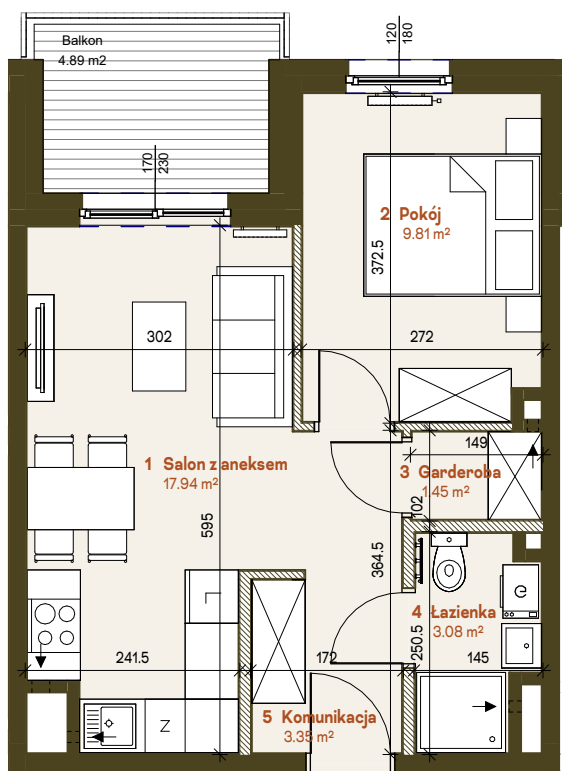 Balkon
4.89 m2
120
180
170
230
2 Pokój
9.81 m²
372.5
302
272
149
1 Salon z aneksem
17.94 m²
3 Garderoba
1.45 m²
102
595
364.5
4 Łazienka
3.08 m²
250.5
241.5
172
145
5 Komunikacja
3.35 m²
Z